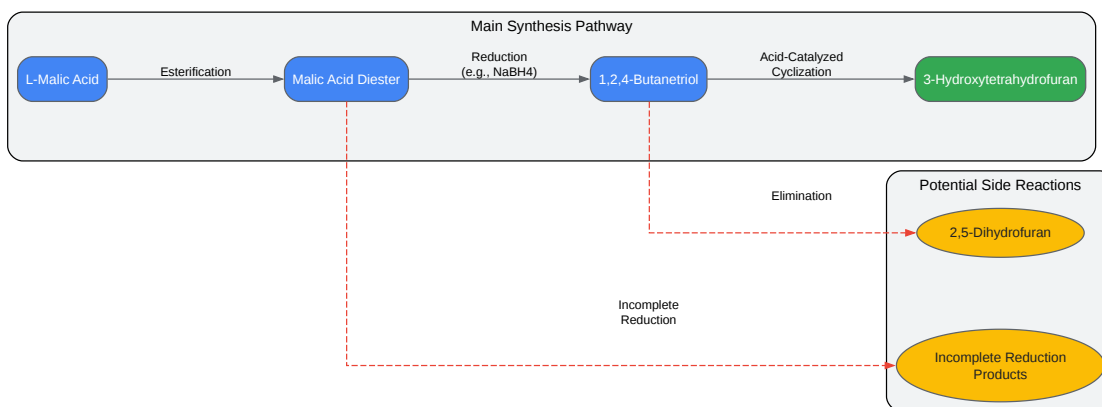 Main Synthesis Pathway
L-Malic Acid
Esterification
Malic Acid Diester
Reduction
(e.g., NaBH4)
1,2,4-Butanetriol
Acid-Catalyzed
Cyclization
3-Hydroxytetrahydrofuran
Potential Side Reactions
Elimination
2,5-Dihydrofuran
Incomplete
Reduction
Incomplete Reduction
Products